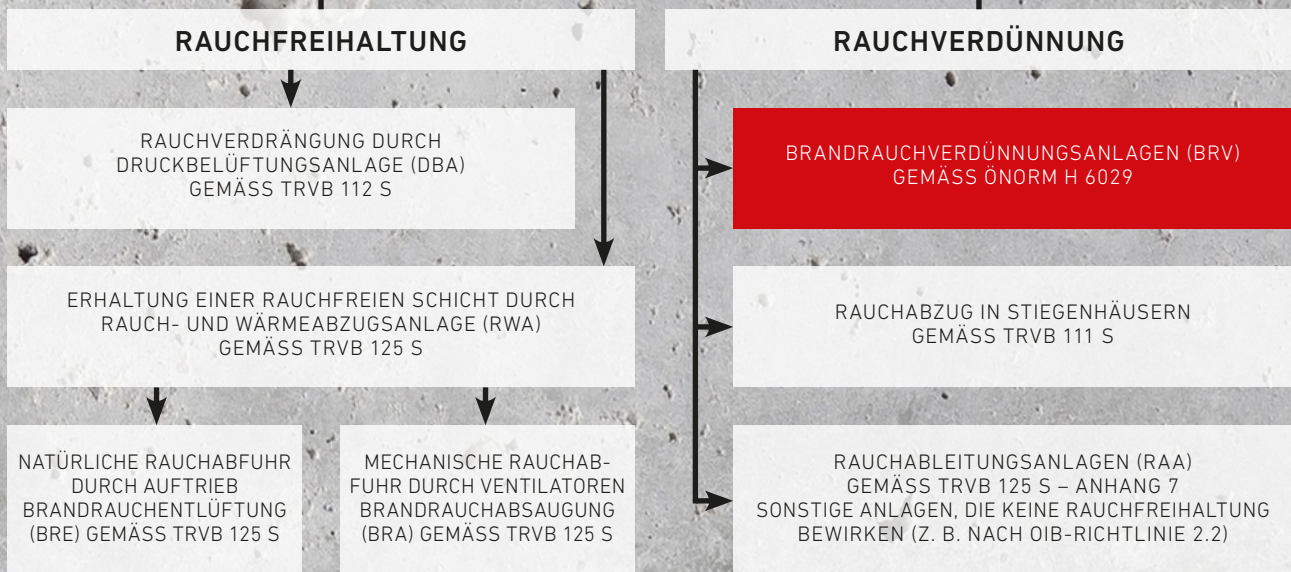 RAUCHFREIHALTUNG
RAUCHVERDRÄNGUNG DURCH
DRUCKBELÜFTUNGSANLAGE (DBA)
GEMÄSS TRVB 112 S
ERHALTUNG EINER RAUCHFREIEN SCHICHT DURCH
RAUCH- UND WÄRMEABZUGSANLAGE (RWA)
GEMÄSS TRVB 125 S
NATÜRLICHE RAUCHABFUHR
DURCH AUFTRIEB
BRANDRAUCHENTLÜFTUNG
(BRE) GEMÄSS TRVB 125 S
MECHANISCHE RAUCHAB-
FUHR DURCH VENTILATOREN
BRANDRAUCHABSAUGUNG
(BRA) GEMÄSS TRVB 125 S
RAUCHVERDÜNNUNG
BRANDRAUCHVERDÜNNUNGSANLAGEN (BRV)
GEMÄSS ÖNORM H 6029
RAUCHABZUG IN STIEGENHÄUSERN
GEMÄSS TRVB 111 S
RAUCHABLEITUNGSANLAGEN (RAA)
GEMÄSS TRVB 125 S – ANHANG 7
SONSTIGE ANLAGEN, DIE KEINE RAUCHFREIHALTUNG
BEWIRKEN (Z. B. NACH OIB-RICHTLINIE 2.2)